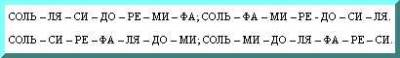 СОЛЬ – ЛЯ – СИ – ДО – РЕ – МИ – ФА; СОЛЬ – ФА – МИ – РЕ - ДО – СИ – ЛЯ.
СОЛЬ – СИ – РЕ – ФА – ЛЯ – ДО – МИ; СОЛЬ – МИ – ДО – ЛЯ – ФА – РЕ – СИ.